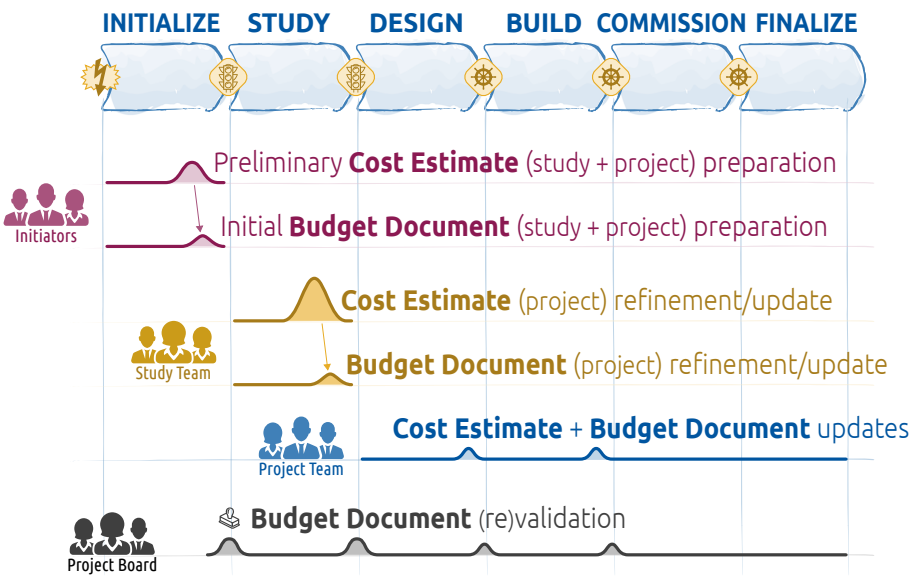 INITIALIZE STUDY DESIGN BUILD COMMISSION FINALIZE
Preliminary Cost Estimate (study + project) preparation
Initiators
Initial Budget Document (study + project) preparation
Cost Estimate (project) refinement/update
Study Team
Budget Document (project) refinement/update
Cost Estimate + Budget Document updates
Project Team
Budget Document (re)validation
Project Board